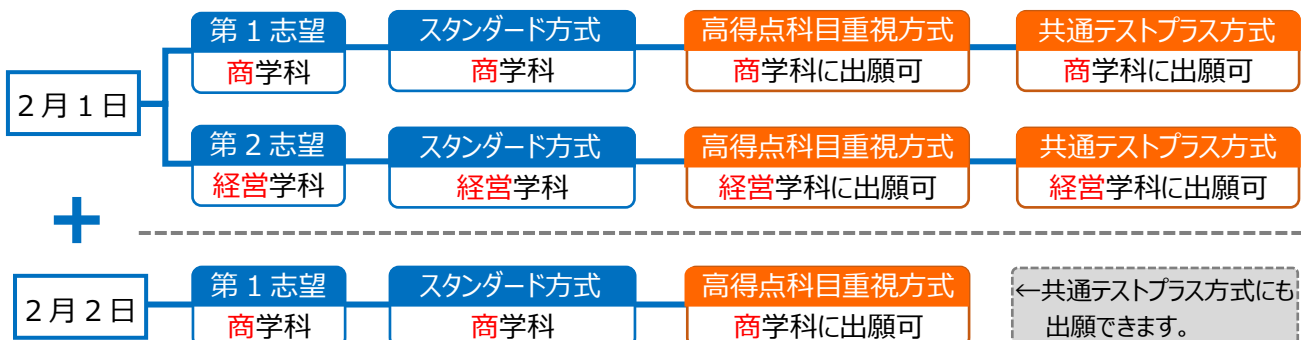 第1志望 スタンダード方式 高得点科目重視方式 共通テストプラス方式
商学科 商学科 商学科に出願可 商学科に出願可
2月1日
第2志望 スタンダード方式 高得点科目重視方式 共通テストプラス方式
経営学科 経営学科 経営学科に出願可 経営学科に出願可
+
第1志望 スタンダード方式 高得点科目重視方式 ←共通テストプラス方式にも
2月2日
商学科 商学科 商学科に出願可 出願できます。